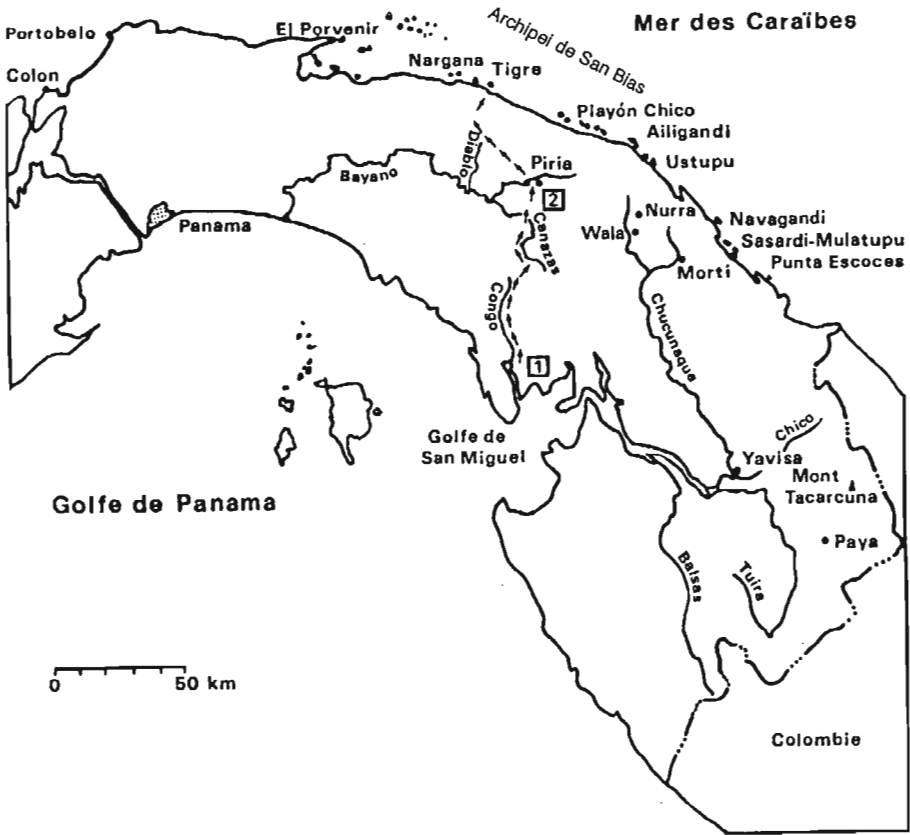 Mer des Caraïbes
Archipel de San Blas
Portobelo
El Porvenir
Colon
Nargana
Tigre
Playón Chico
Ailigandi
Ustupu
Diablo
Piria
Bayano
2
Nurra
Navagandi
Panama
Wala
Canazas
Sasardi-Mulatupu
Punta Escoces
Morti
Congo
Chucunaque
1
Golfe de
San Miguel
Chico
Yavisa
Mont
Tacarcuna
Golfe de Panama
Paya
Balsas
Tuira
0 50 km
Colombie